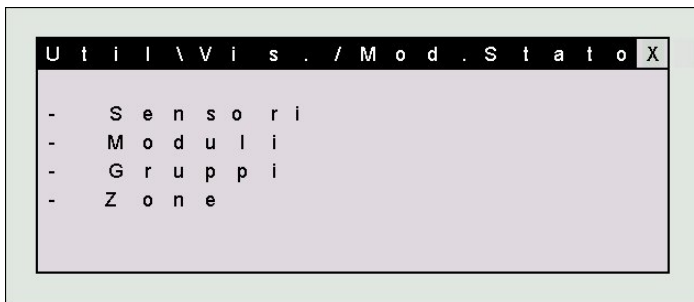 Util\Vis./Mod.Stato X
- Sensori
- Moduli
- Gruppi
- Zone